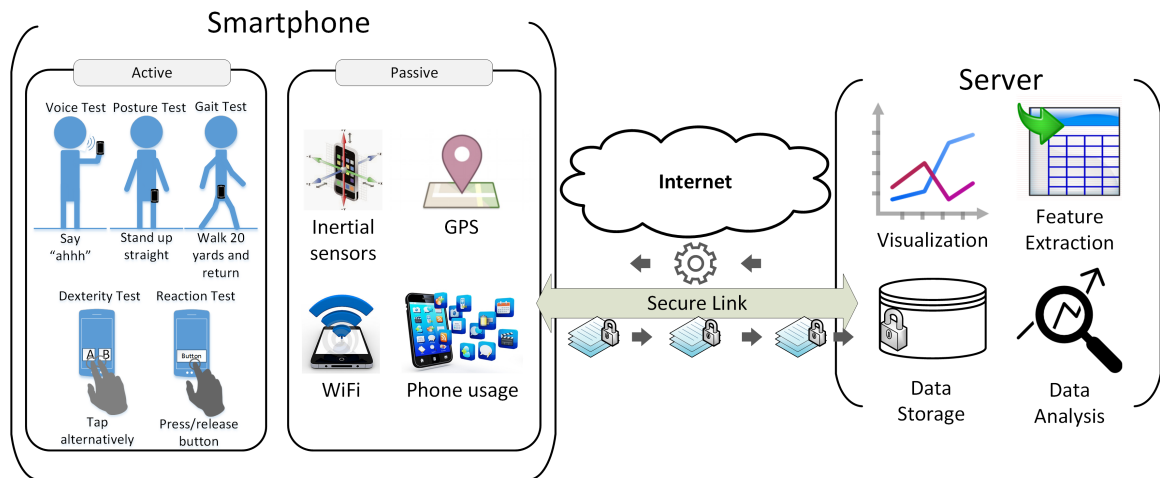 Smartphone
Active
Voice Test
Posture Test
Gait Test
Say
"ahhh"
Stand up
straight
Walk 20
yards and
return
Dexterity Test
Reaction Test
A
B
Button
Tap
alternatively
Press/release
button
Passive
Inertial
sensors
GPS
WiFi
Phone usage
Internet
Secure Link
Server
Visualization
Feature
Extraction
Data
Storage
Data
Analysis